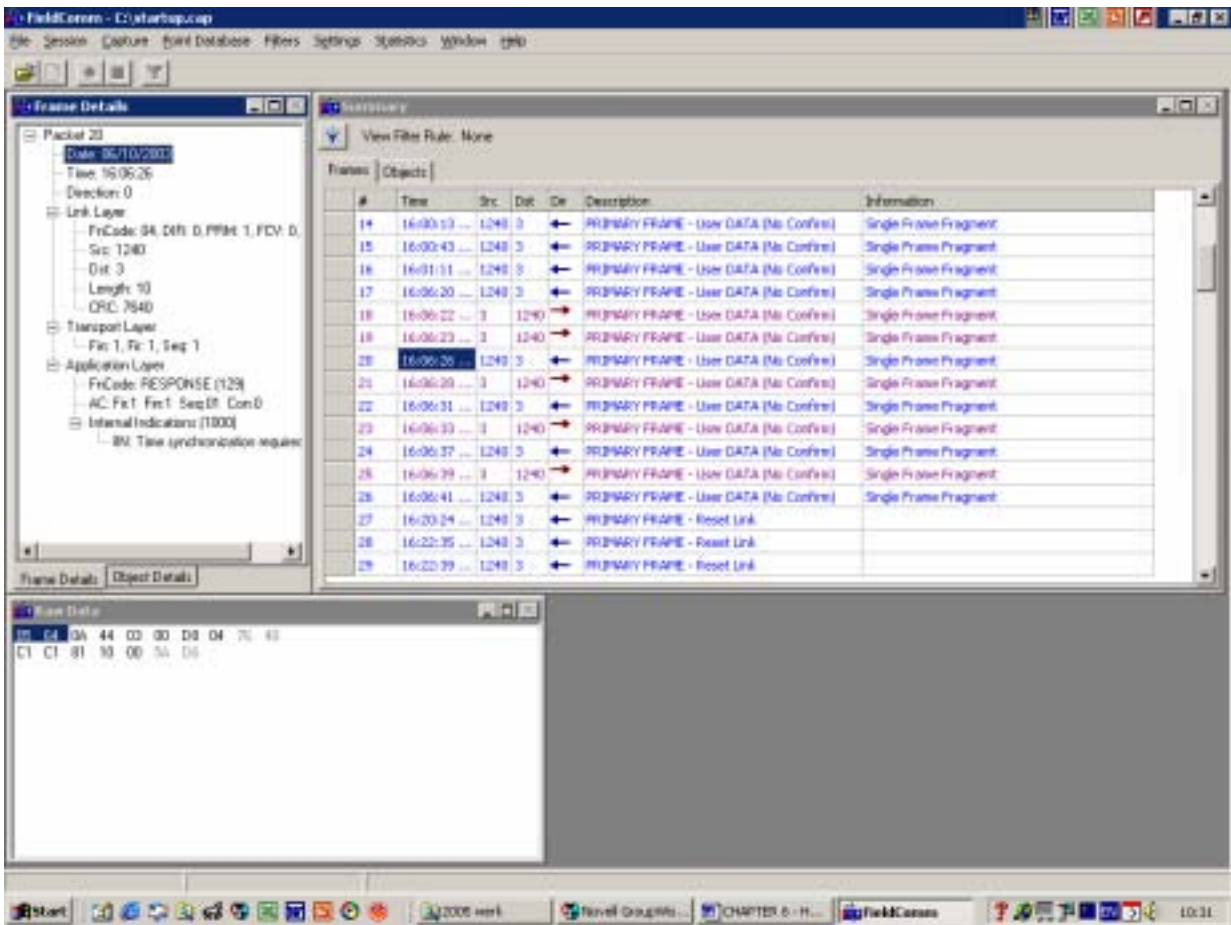 FieldComm - C:\startup.cap
File Session Capture Point Database Filters Settings Statistics Window Help
Frame Details
Packet 20
Date: 06/10/2003
Time: 16:06:26
Direction: 0
Link Layer
FnCode: 04, DIR: 0, PRM: 1, FCV: 0,
Src: 1240
Dst: 3
Length: 10
CRC: 7640
Transport Layer
Fin: 1, Fir: 1, Seq: 1
Application Layer
FnCode: RESPONSE (129)
AC: Fir:1 Fin:1 Seq:01 Con:0
Internal Indications: (1000)
IIN: Time synchronization required
Frame Details Object Details
Summary
View Filter Rule: None
Frames Objects
# Time Src Dst Dir Description Information
14 16:00:13 ... 1240 3 PRIMARY FRAME - User DATA (No Confirm) Single Frame Fragment
15 16:00:43 ... 1240 3 PRIMARY FRAME - User DATA (No Confirm) Single Frame Fragment
16 16:01:11 ... 1240 3 PRIMARY FRAME - User DATA (No Confirm) Single Frame Fragment
17 16:06:20 ... 1240 3 PRIMARY FRAME - User DATA (No Confirm) Single Frame Fragment
18 16:06:22 ... 3 1240 PRIMARY FRAME - User DATA (No Confirm) Single Frame Fragment
19 16:06:23 ... 3 1240 PRIMARY FRAME - User DATA (No Confirm) Single Frame Fragment
20 16:06:26 ... 1240 3 PRIMARY FRAME - User DATA (No Confirm) Single Frame Fragment
21 16:06:28 ... 3 1240 PRIMARY FRAME - User DATA (No Confirm) Single Frame Fragment
22 16:06:31 ... 1240 3 PRIMARY FRAME - User DATA (No Confirm) Single Frame Fragment
23 16:06:33 ... 3 1240 PRIMARY FRAME - User DATA (No Confirm) Single Frame Fragment
24 16:06:37 ... 1240 3 PRIMARY FRAME - User DATA (No Confirm) Single Frame Fragment
25 16:06:39 ... 3 1240 PRIMARY FRAME - User DATA (No Confirm) Single Frame Fragment
26 16:06:41 ... 1240 3 PRIMARY FRAME - User DATA (No Confirm) Single Frame Fragment
27 16:20:24 ... 1240 3 PRIMARY FRAME - Reset Link
28 16:22:35 ... 1240 3 PRIMARY FRAME - Reset Link
29 16:22:39 ... 1240 3 PRIMARY FRAME - Reset Link
Raw Data
05 64 0A 44 03 00 D8 04 7C 40
C1 C1 81 10 00
Start 2005 work Novell GroupWis... CHAPTER 6 - H... FieldComm 10:31